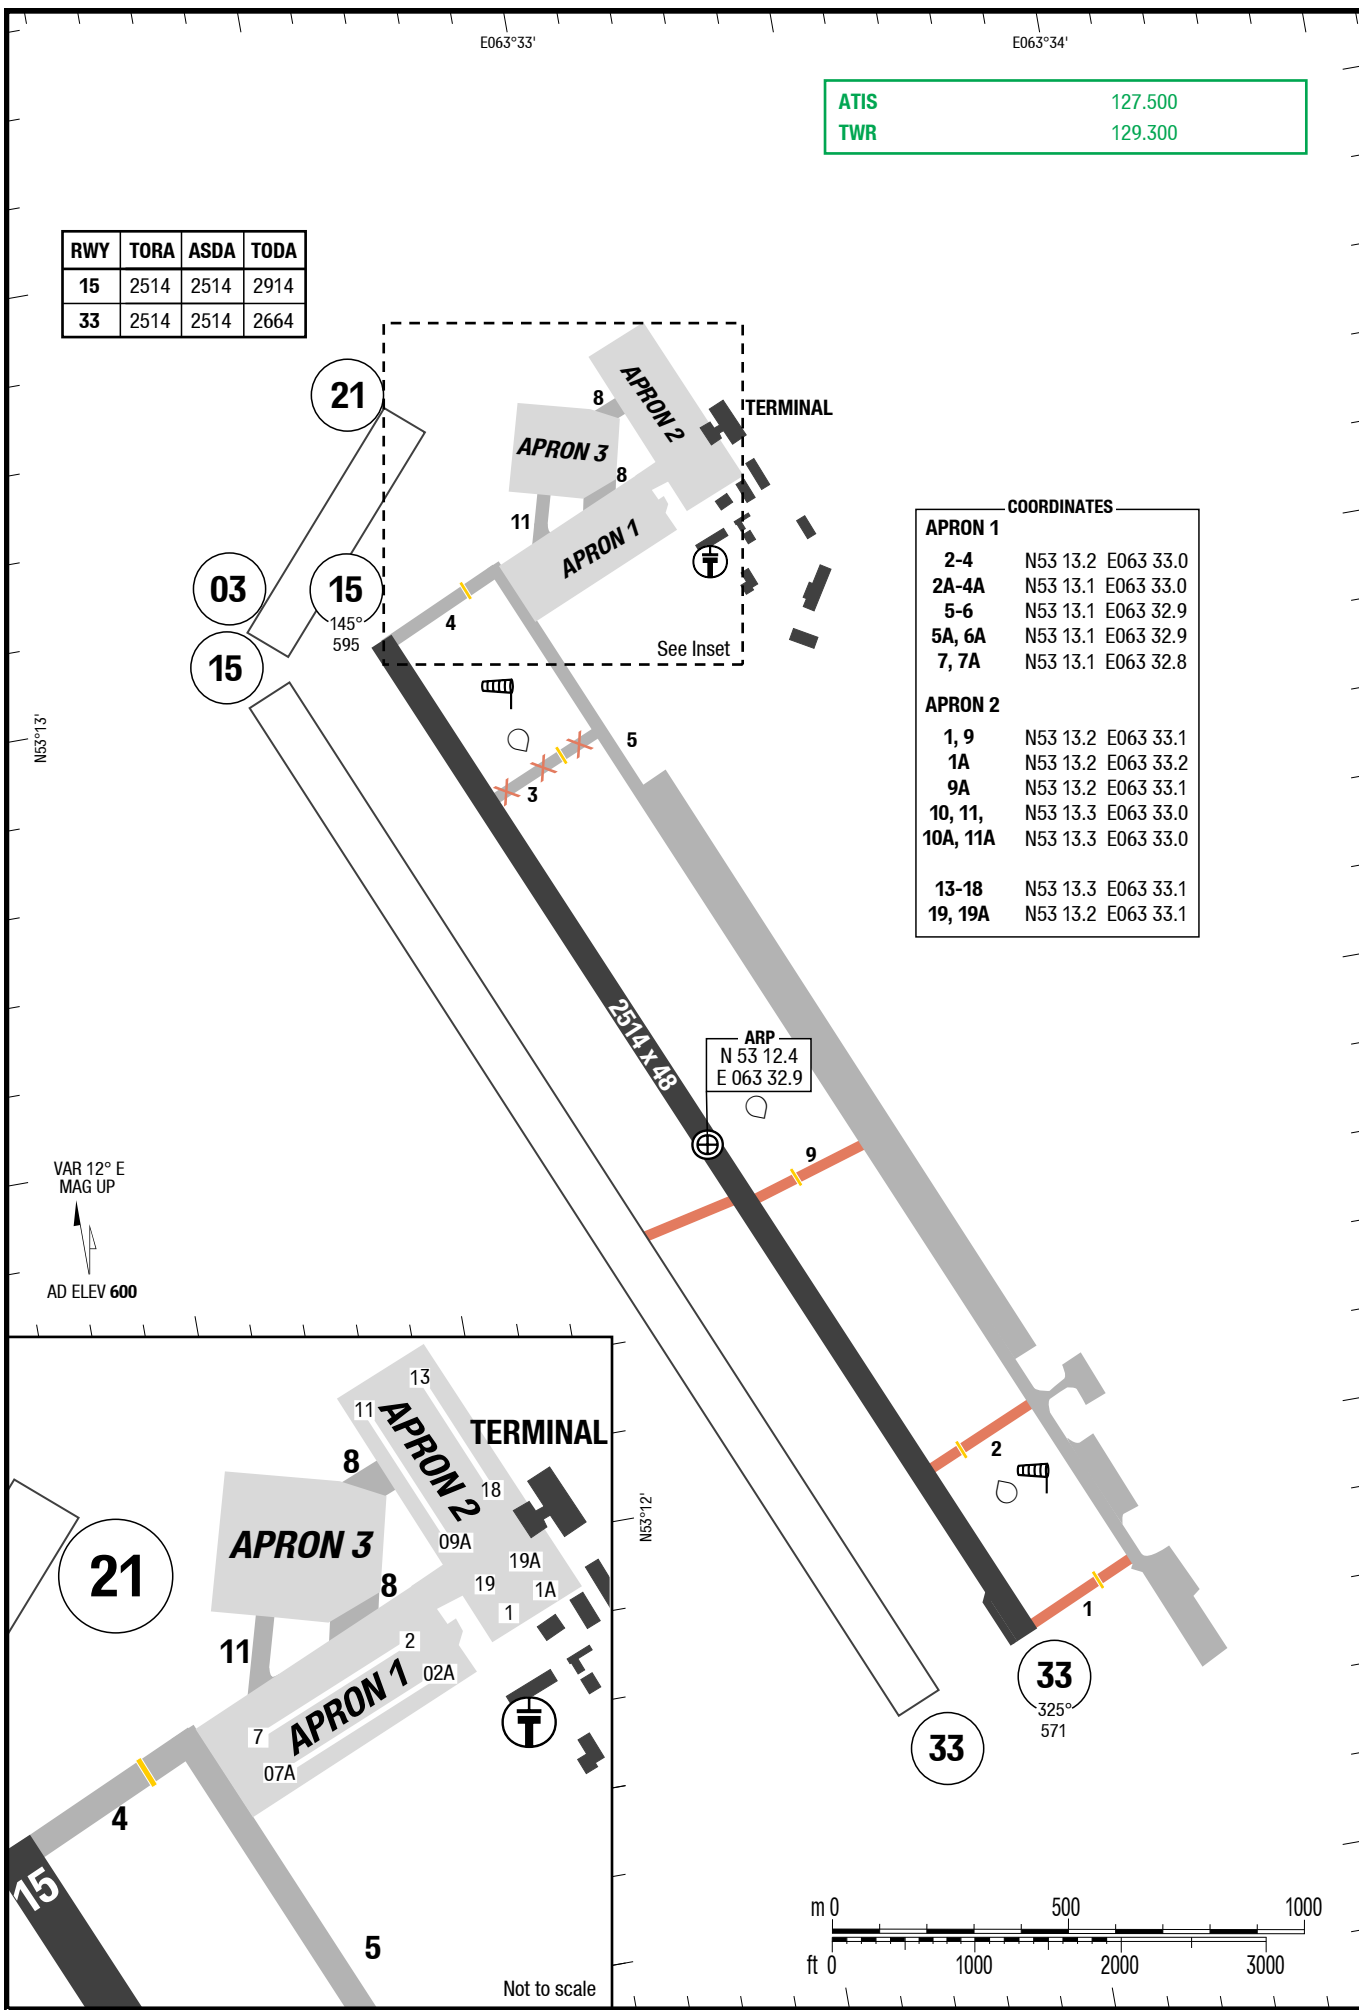 E063°33'
E063°34'
ATIS 127.500
TWR 129.300
RWY TORA ASDA TODA
15 2514 2514 2914
33 2514 2514 2664
21
8
APRON 2
TERMINAL
APRON 3
8
11
APRON 1
03
15
145°
595
4
See Inset
15
COORDINATES
APRON 1
2-4 N53 13.2 E063 33.0
2A-4A N53 13.1 E063 33.0
5-6 N53 13.1 E063 32.9
5A, 6A N53 13.1 E063 32.9
7, 7A N53 13.1 E063 32.8
APRON 2
1, 9 N53 13.2 E063 33.1
1A N53 13.2 E063 33.2
9A N53 13.2 E063 33.1
10, 11, N53 13.3 E063 33.0
10A, 11A N53 13.3 E063 33.0
13-18 N53 13.3 E063 33.1
19, 19A N53 13.2 E063 33.1
N53°13'
5
3
2514 x 48
ARP
N 53 12.4
E 063 32.9
9
VAR 12° E
MAG UP
AD ELEV 600
2
1
33
325°
571
33
N53°12'
13
11
APRON 2
TERMINAL
8
18
09A
APRON 3
21
19A
8
19
1A
1
11
2
02A
APRON 1
7
07A
4
15
5
Not to scale
m 0 500 1000
ft 0 1000 2000 3000